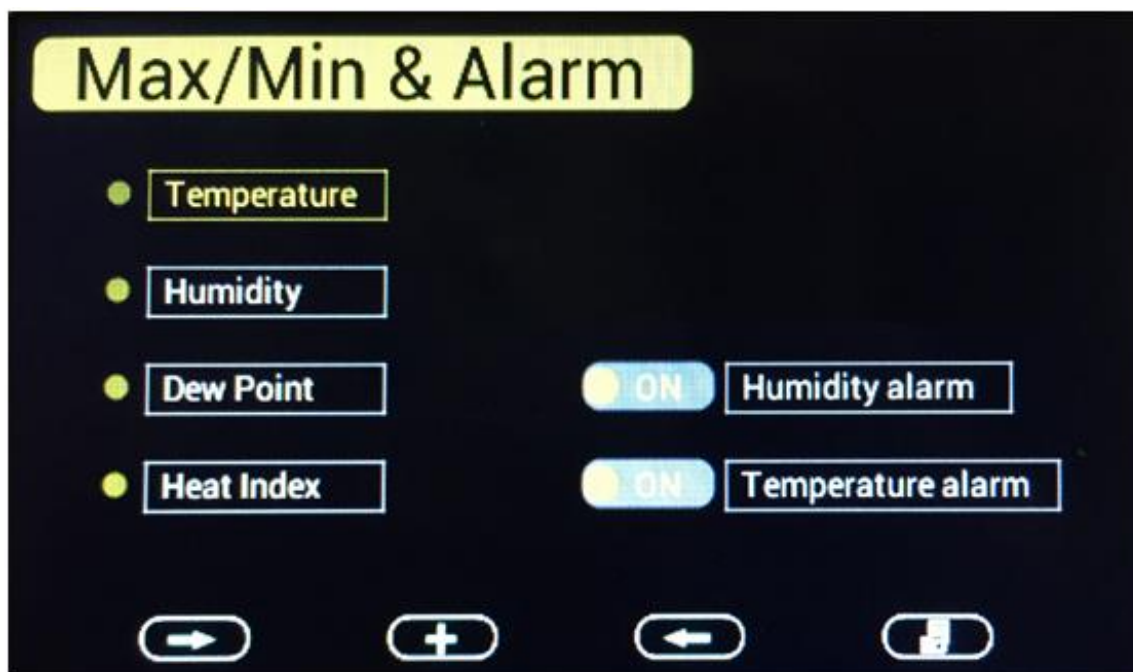 Max/Min & Alarm
Temperature
Humidity
Dew Point
ON Humidity alarm
Heat Index
ON Temperature alarm